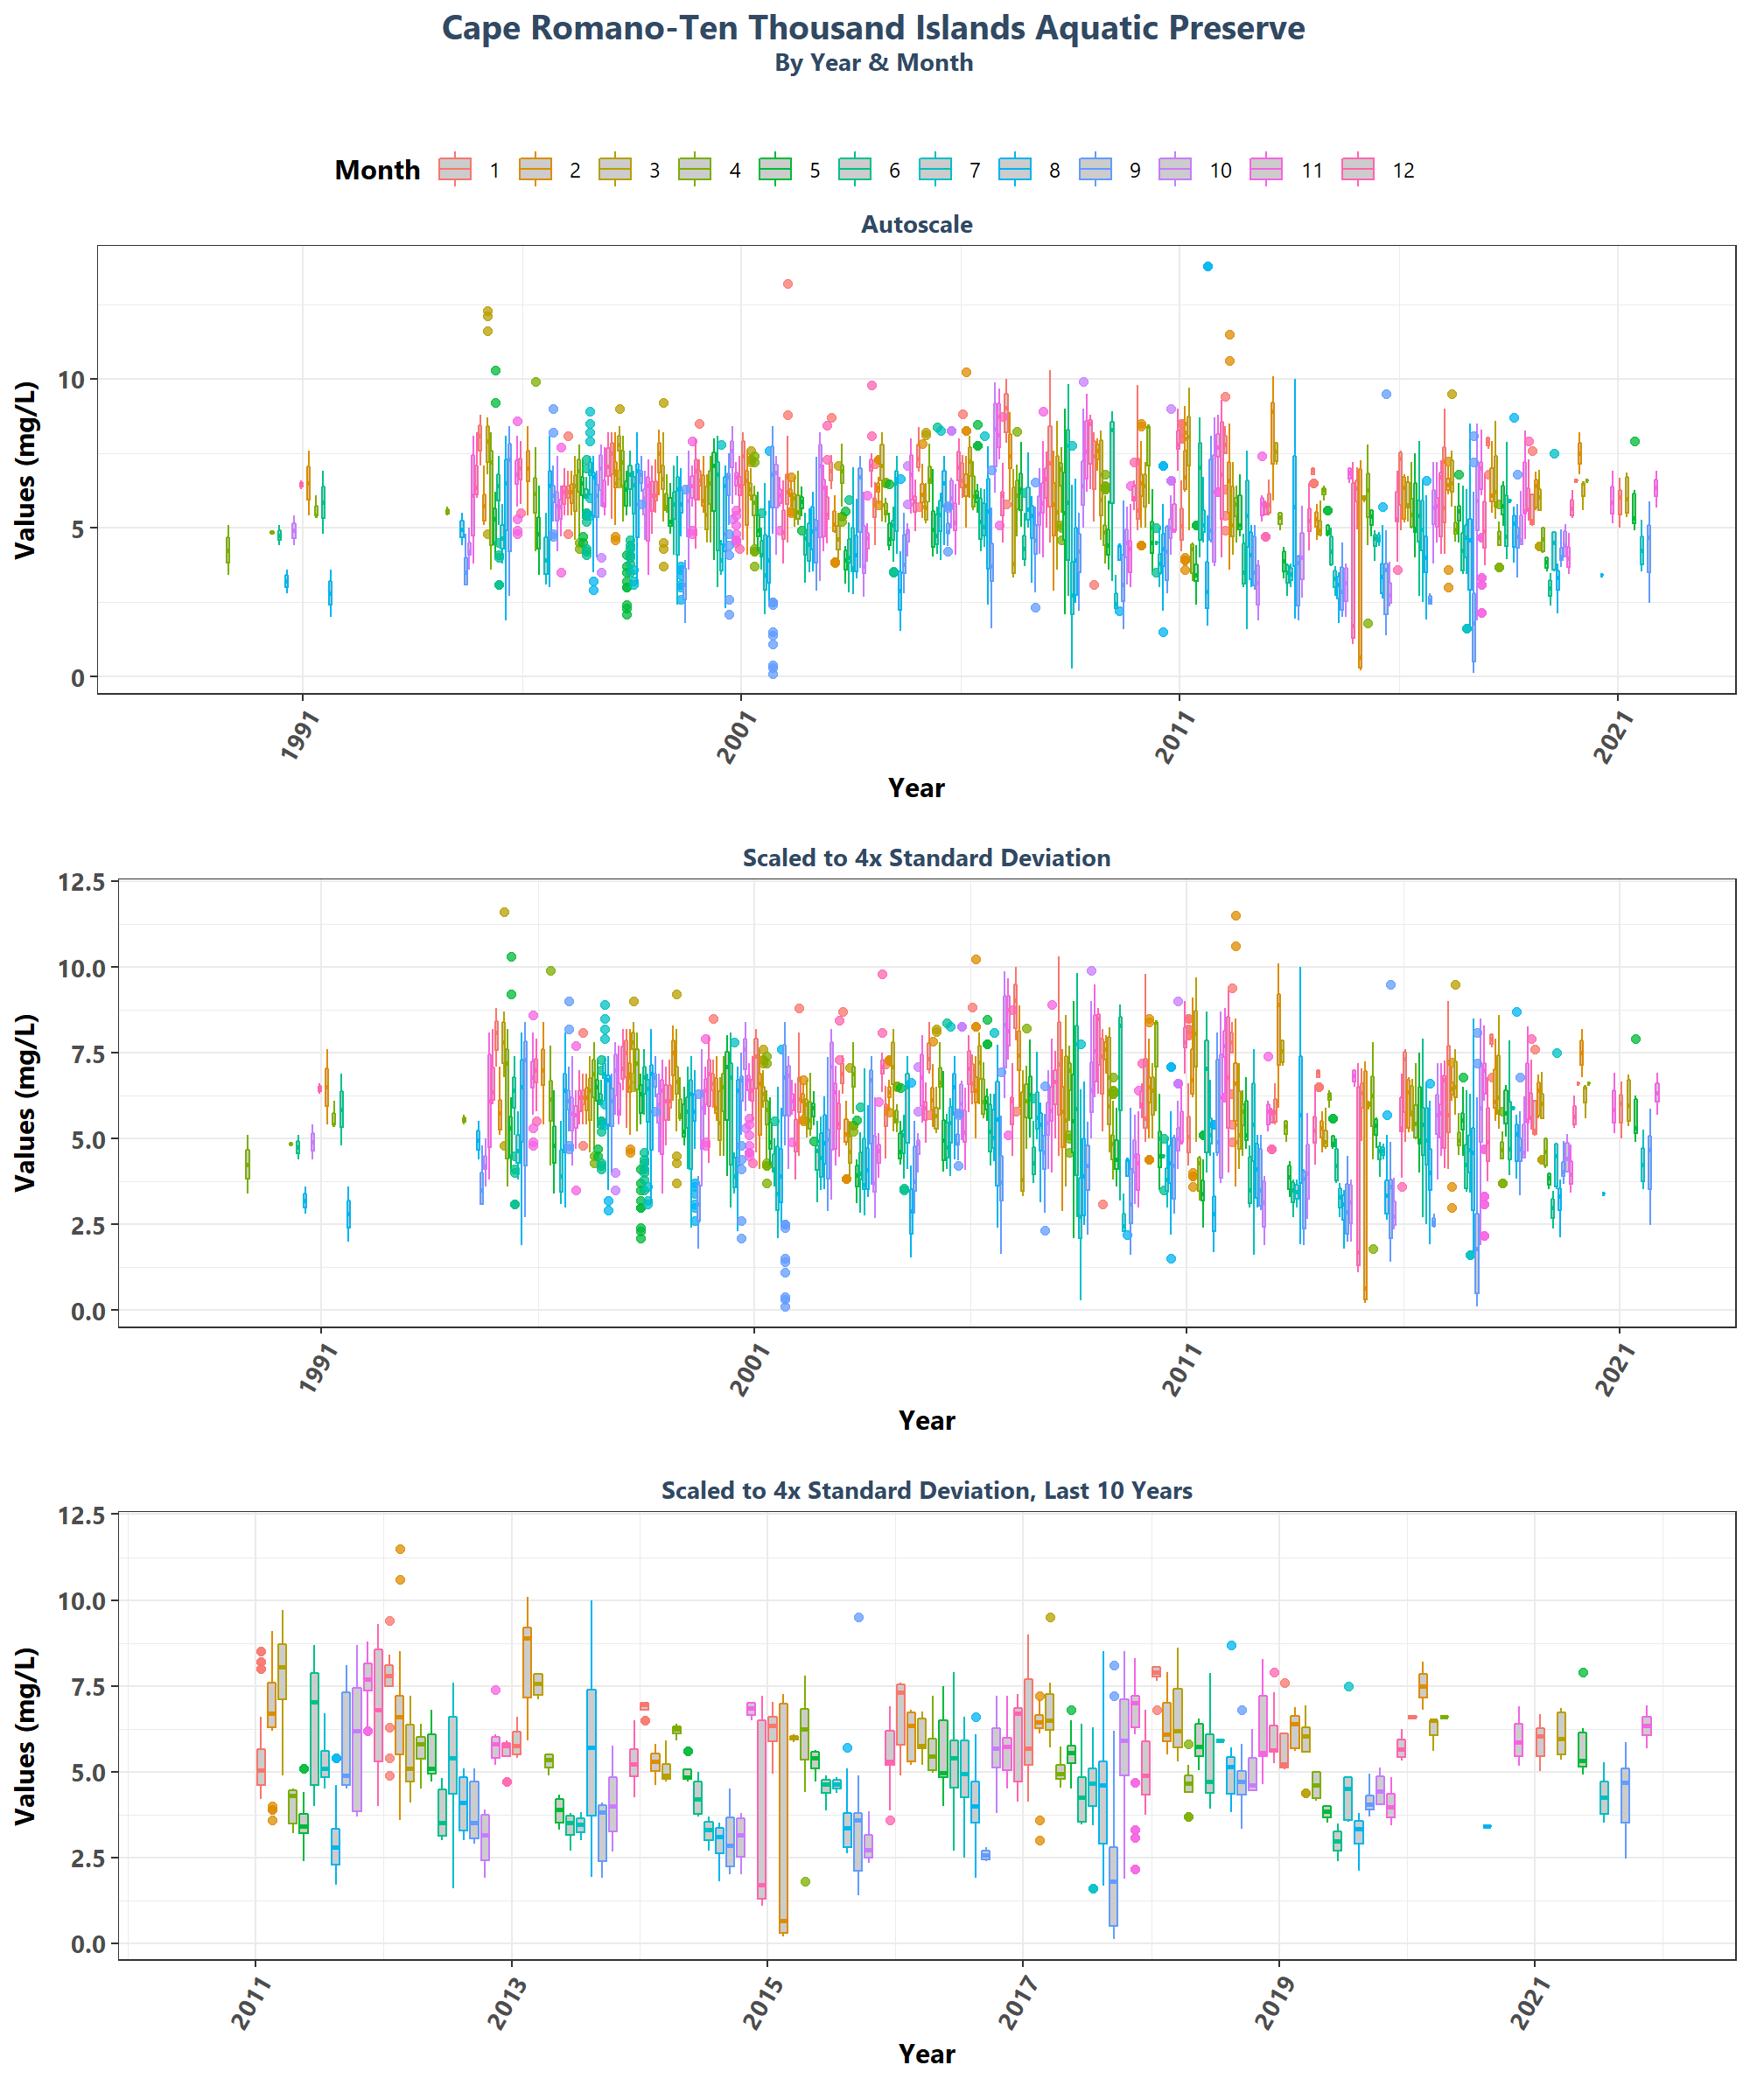 Cape Romano-Ten Thousand Islands Aquatic Preserve
By Year & Month
Month 1 2 3 4 5 6 7 8 9 10 11 12
Autoscale
Values (mg/L)
10
5
0
1991 2001 2011 2021
Year
Scaled to 4x Standard Deviation
Values (mg/L)
12.5
10.0
7.5
5.0
2.5
0.0
1991 2001 2011 2021
Year
Scaled to 4x Standard Deviation, Last 10 Years
Values (mg/L)
12.5
10.0
7.5
5.0
2.5
0.0
2011 2013 2015 2017 2019 2021
Year